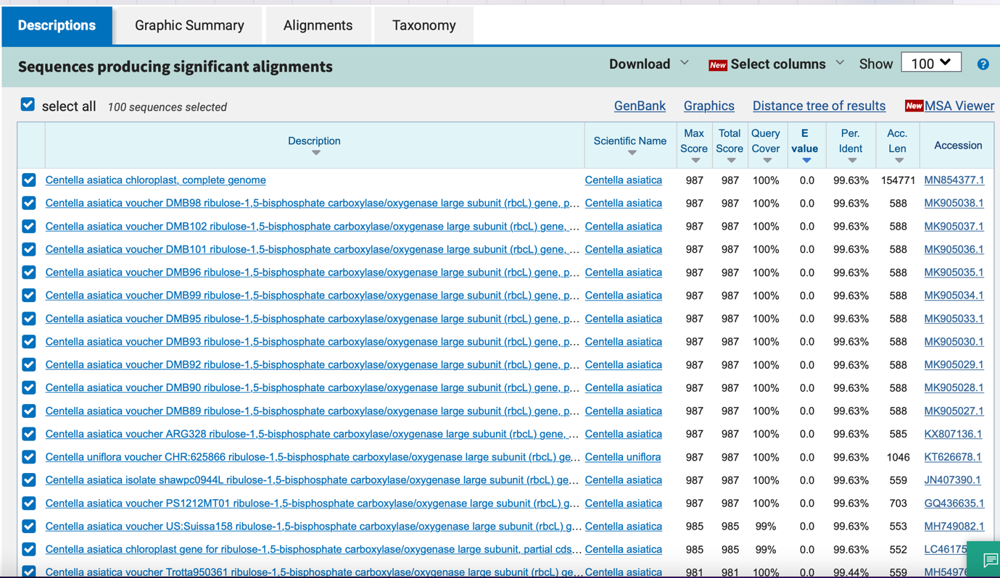 Descriptions Graphic Summary Alignments Taxonomy
Sequences producing significant alignments Download New Select columns Show 100 ?
select all 100 sequences selected GenBank Graphics Distance tree of results New MSA Viewer
Description Scientific Name Max Score Total Score Query Cover E value Per. Ident Acc. Len Accession
Centella asiatica chloroplast, complete genome Centella asiatica 987 987 100% 0.0 99.63% 154771 MN854377.1
Centella asiatica voucher DMB98 ribulose-1,5-bisphosphate carboxylase/oxygenase large subunit (rbcL) gene, p... Centella asiatica 987 987 100% 0.0 99.63% 588 MK905038.1
Centella asiatica voucher DMB102 ribulose-1,5-bisphosphate carboxylase/oxygenase large subunit (rbcL) gene, ... Centella asiatica 987 987 100% 0.0 99.63% 588 MK905037.1
Centella asiatica voucher DMB101 ribulose-1,5-bisphosphate carboxylase/oxygenase large subunit (rbcL) gene, ... Centella asiatica 987 987 100% 0.0 99.63% 588 MK905036.1
Centella asiatica voucher DMB96 ribulose-1,5-bisphosphate carboxylase/oxygenase large subunit (rbcL) gene, p... Centella asiatica 987 987 100% 0.0 99.63% 588 MK905035.1
Centella asiatica voucher DMB99 ribulose-1,5-bisphosphate carboxylase/oxygenase large subunit (rbcL) gene, p... Centella asiatica 987 987 100% 0.0 99.63% 588 MK905034.1
Centella asiatica voucher DMB95 ribulose-1,5-bisphosphate carboxylase/oxygenase large subunit (rbcL) gene, p... Centella asiatica 987 987 100% 0.0 99.63% 588 MK905033.1
Centella asiatica voucher DMB93 ribulose-1,5-bisphosphate carboxylase/oxygenase large subunit (rbcL) gene, p... Centella asiatica 987 987 100% 0.0 99.63% 588 MK905030.1
Centella asiatica voucher DMB92 ribulose-1,5-bisphosphate carboxylase/oxygenase large subunit (rbcL) gene, p... Centella asiatica 987 987 100% 0.0 99.63% 588 MK905029.1
Centella asiatica voucher DMB90 ribulose-1,5-bisphosphate carboxylase/oxygenase large subunit (rbcL) gene, p... Centella asiatica 987 987 100% 0.0 99.63% 588 MK905028.1
Centella asiatica voucher DMB89 ribulose-1,5-bisphosphate carboxylase/oxygenase large subunit (rbcL) gene, p... Centella asiatica 987 987 100% 0.0 99.63% 588 MK905027.1
Centella asiatica voucher ARG328 ribulose-1,5-bisphosphate carboxylase/oxygenase large subunit (rbcL) gene, ... Centella asiatica 987 987 100% 0.0 99.63% 585 KX807136.1
Centella uniflora voucher CHR:625866 ribulose-1,5-bisphosphate carboxylase/oxygenase large subunit (rbcL) ge... Centella uniflora 987 987 100% 0.0 99.63% 1046 KT626678.1
Centella asiatica isolate shawpc0944L ribulose-1,5-bisphosphate carboxylase/oxygenase large subunit (rbcL) ge... Centella asiatica 987 987 100% 0.0 99.63% 559 JN407390.1
Centella asiatica voucher PS1212MT01 ribulose-1,5-bisphosphate carboxylase/oxygenase large subunit (rbcL) g... Centella asiatica 987 987 100% 0.0 99.63% 703 GQ436635.1
Centella asiatica voucher US:Suissa158 ribulose-1,5-bisphosphate carboxylase/oxygenase large subunit (rbcL) g... Centella asiatica 985 985 99% 0.0 99.63% 553 MH749082.1
Centella asiatica chloroplast gene for ribulose-1,5-bisphosphate carboxylase/oxygenase large subunit, partial cds... Centella asiatica 985 985 99% 0.0 99.63% 552 LC46175
Centella asiatica voucher Trotta950361 ribulose-1,5-bisphosphate carboxylase/oxygenase large subunit (rbcL) ge... Centella asiatica 981 981 100% 0.0 99.44% 559 MH54976